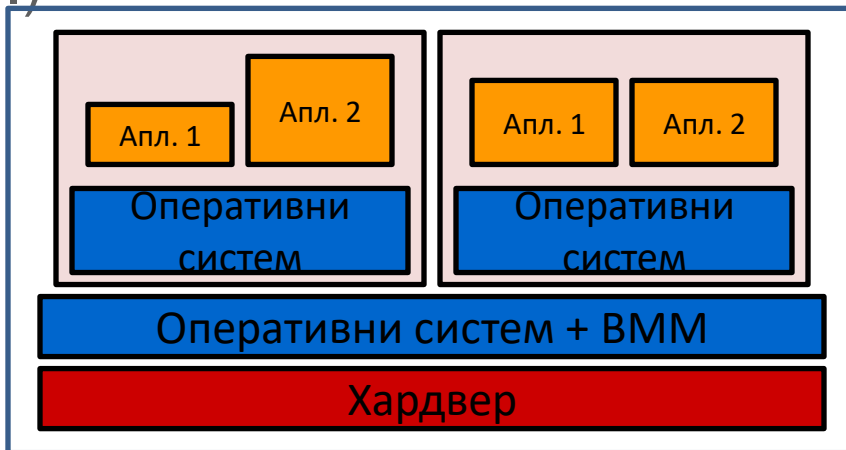 Апл. 1
Апл. 2
Апл. 1
Апл. 2
Оперативни
систем
Оперативни
систем
Оперативни систем + ВММ
Хардвер